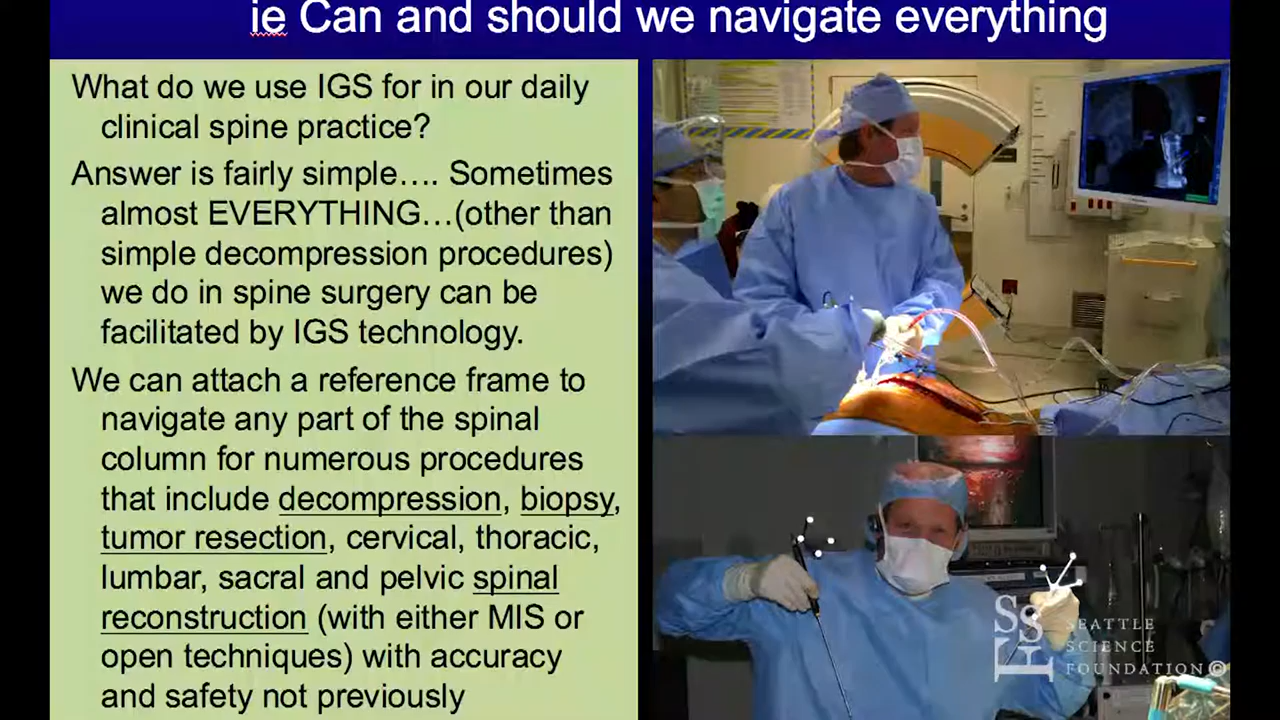 ie Can and should we navigate everything
What do we use IGS for in our daily
clinical spine practice?
Answer is fairly simple…. Sometimes
almost EVERYTHING…(other than
simple decompression procedures)
we do in spine surgery can be
facilitated by IGS technology.
We can attach a reference frame to
navigate any part of the spinal
column for numerous procedures
that include decompression, biopsy,
tumor resection, cervical, thoracic,
lumbar, sacral and pelvic spinal
reconstruction (with either MIS or
open techniques) with accuracy
and safety not previously
SSF
SEATTLE
SCIENCE
FOUNDATION©